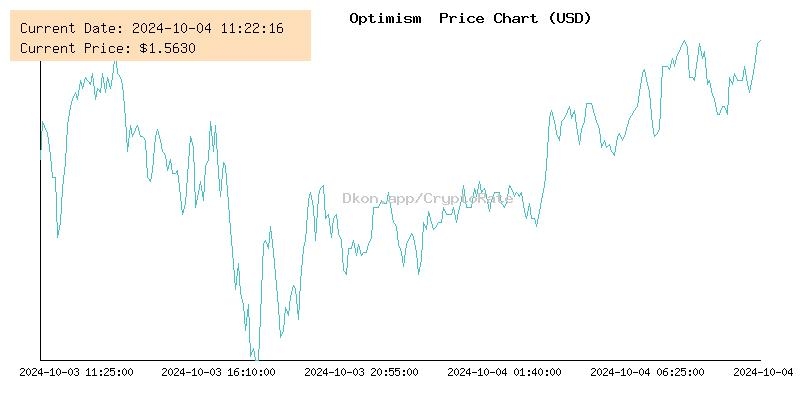 Optimism Price Chart (USD)
Current Date: 2024-10-04 11:22:16
Current Price: $1.5630
Dkon.app/CryptoRate
2024-10-03 11:25:00 2024-10-03 16:10:00 2024-10-03 20:55:00 2024-10-04 01:40:00 2024-10-04 06:25:00 2024-10-04